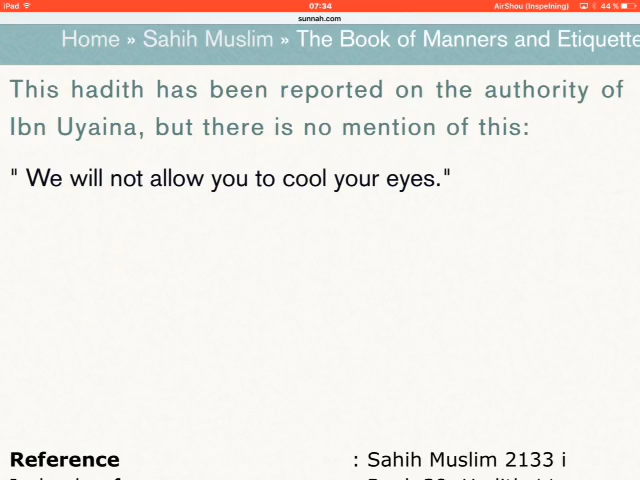 iPad 07:34 AirShou (Inspelning) 44 %
sunnah.com
Home » Sahih Muslim » The Book of Manners and Etiquette
This hadith has been reported on the authority of
Ibn Uyaina, but there is no mention of this:
" We will not allow you to cool your eyes."
Reference : Sahih Muslim 2133 i